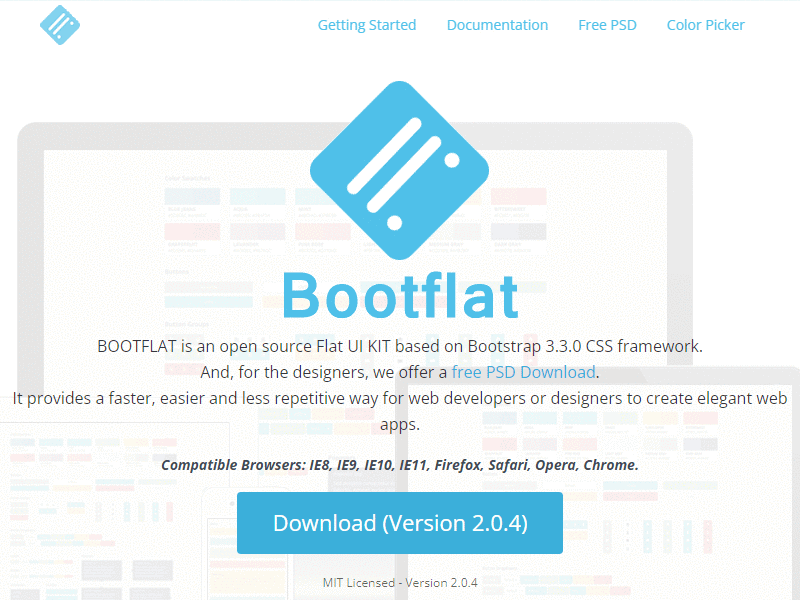 Getting Started Documentation Free PSD Color Picker
Bootflat
BOOTFLAT is an open source Flat UI KIT based on Bootstrap 3.3.0 CSS framework.
And, for the designers, we offer a free PSD Download.
It provides a faster, easier and less repetitive way for web developers or designers to create elegant web
apps.
Compatible Browsers: IE8, IE9, IE10, IE11, Firefox, Safari, Opera, Chrome.
Download (Version 2.0.4)
MIT Licensed - Version 2.0.4